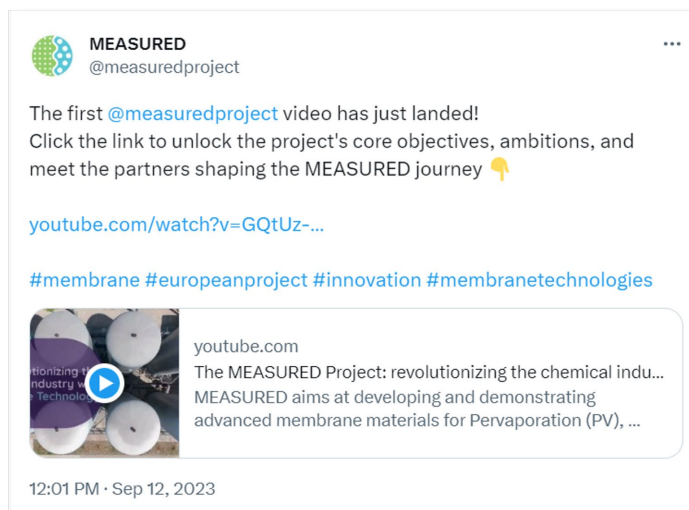 MEASURED
@measuredproject
The first @measuredproject video has just landed!
Click the link to unlock the project's core objectives, ambitions, and
meet the partners shaping the MEASURED journey 👇
youtube.com/watch?v=GQtUz-...
#membrane #europeanproject #innovation #membranetechnologies
youtube.com
The MEASURED Project: revolutionizing the chemical indu...
MEASURED aims at developing and demonstrating
advanced membrane materials for Pervaporation (PV), ...
12:01 PM · Sep 12, 2023